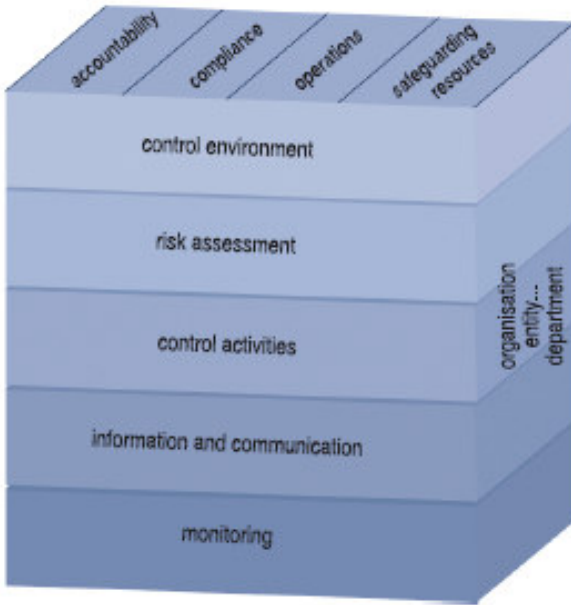 accountability
compliance
operations
safeguarding
resources
control environment
risk assessment
control activities
information and communication
monitoring
organisation
entity...
department